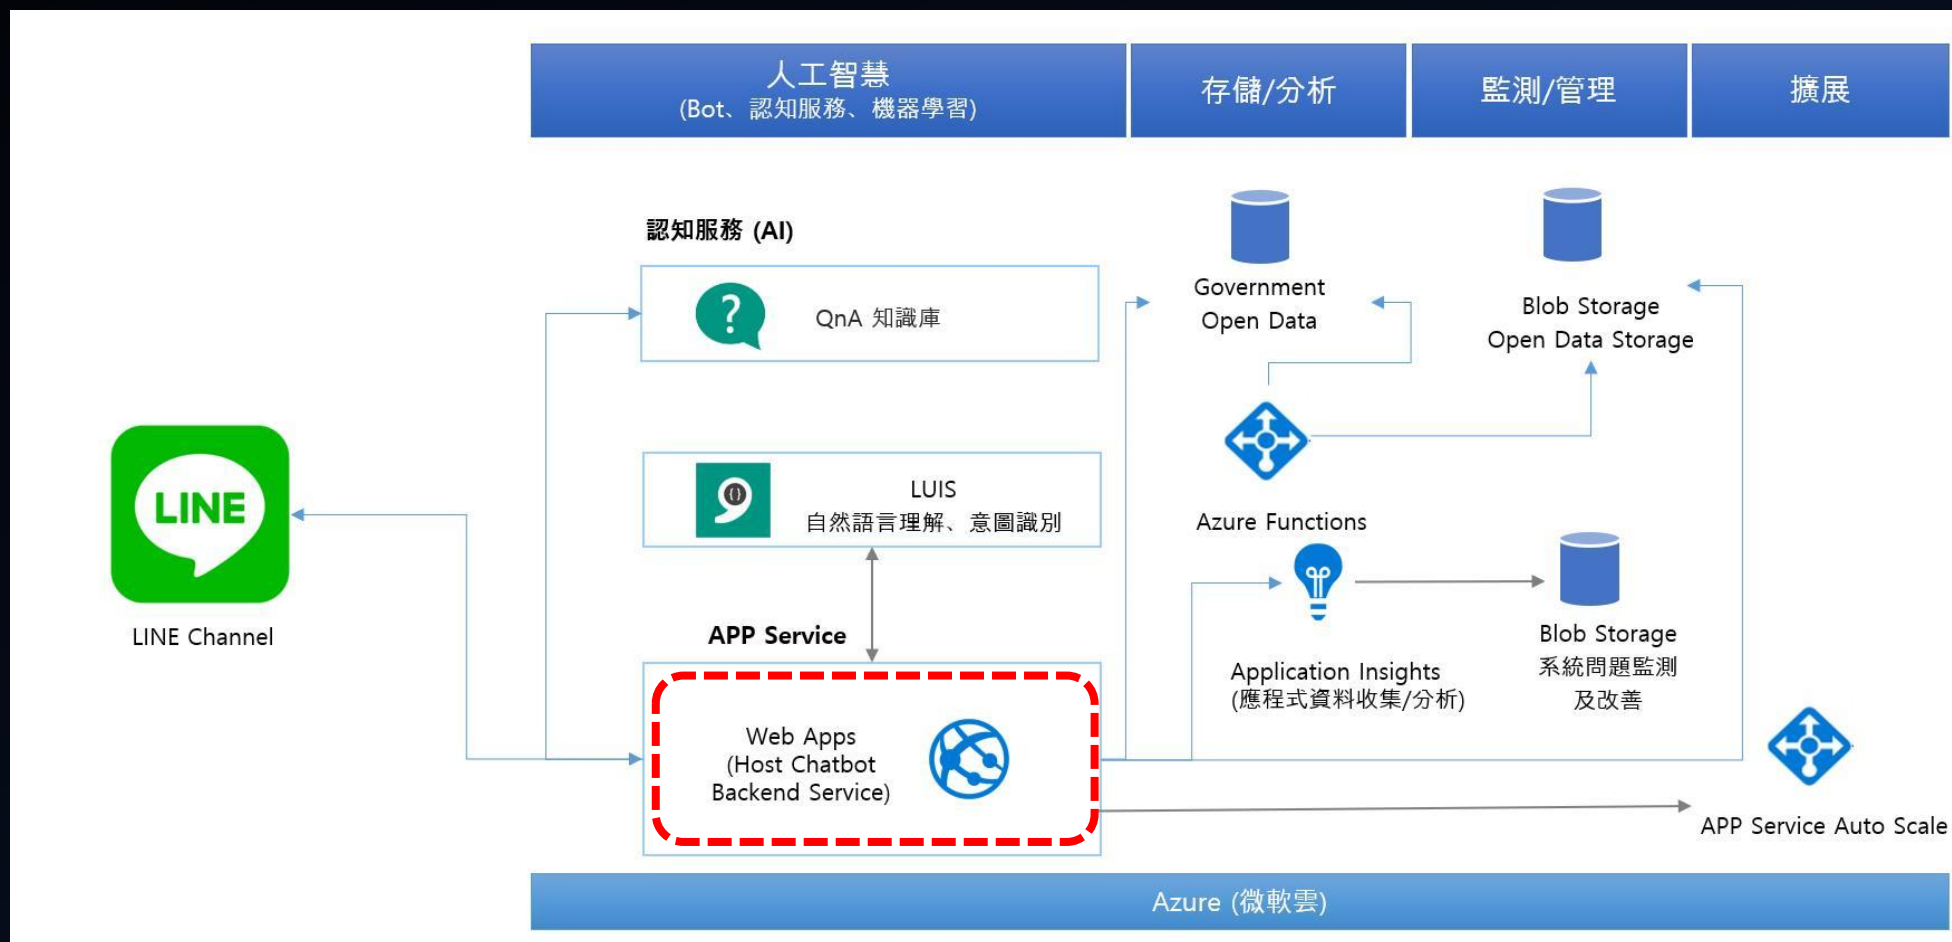 人工智慧
(Bot、認知服務、機器學習)
存儲/分析
監測/管理
擴展
認知服務 (AI)
?
QnA 知識庫
Government
Open Data
Blob Storage
Open Data Storage
LINE
LINE Channel
LUIS
自然語言理解、意圖識別
Azure Functions
APP Service
Web Apps
(Host Chatbot
Backend Service)
Application Insights
(應程式資料收集/分析)
Blob Storage
系統問題監測
及改善
APP Service Auto Scale
Azure (微軟雲)